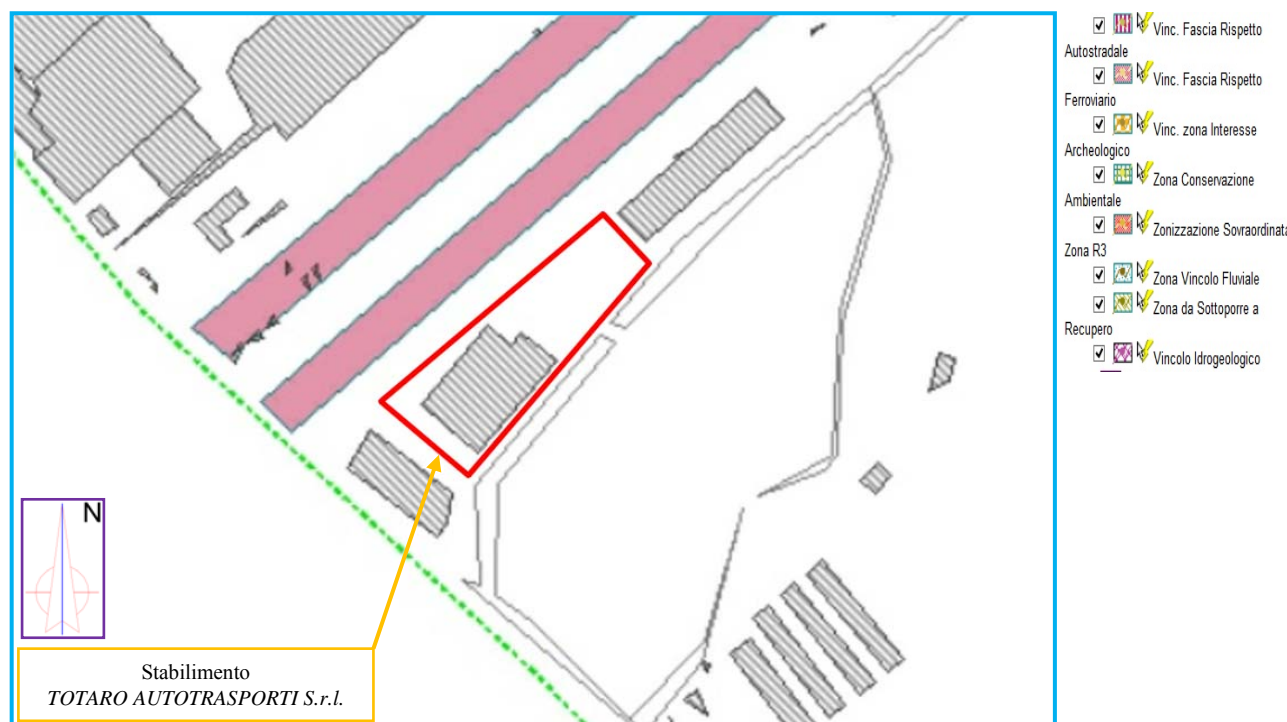 Vinc. Fascia Rispetto
Autostradale
Vinc. Fascia Rispetto
Ferroviario
Vinc. zona Interesse
Archeologico
Zona Conservazione
Ambientale
Zonizzazione Sovraordinata
Zona R3
Zona Vincolo Fluviale
Zona da Sottoporre a
Recupero
Vincolo Idrogeologico
N
Stabilimento
TOTARO AUTOTRASPORTI S.r.l.